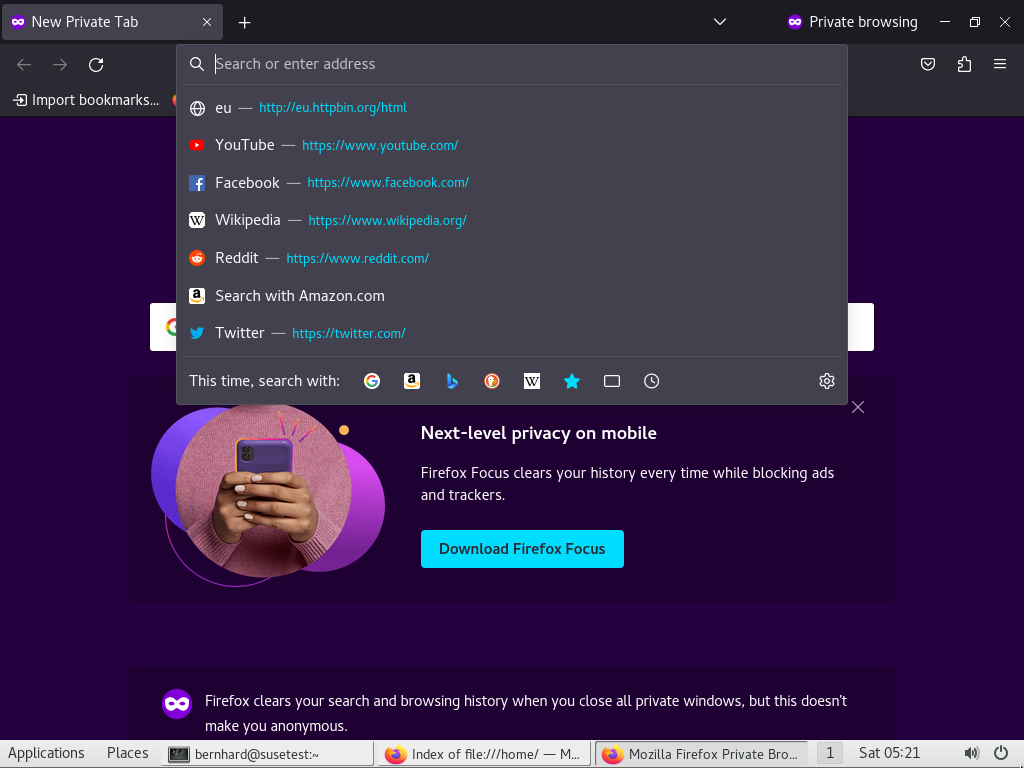 New Private Tab
Private browsing
Search or enter address
Import bookmarks...
eu — http://eu.httpbin.org/html
YouTube — https://www.youtube.com/
Facebook — https://www.facebook.com/
Wikipedia — https://www.wikipedia.org/
Reddit — https://www.reddit.com/
Search with Amazon.com
Twitter — https://twitter.com/
This time, search with:
Next-level privacy on mobile
Firefox Focus clears your history every time while blocking ads
and trackers.
Download Firefox Focus
Firefox clears your search and browsing history when you close all private windows, but this doesn't
make you anonymous.
Applications Places bernhard@susetest:~ Index of file:///home/ — M... Mozilla Firefox Private Bro... 1 Sat 05:21